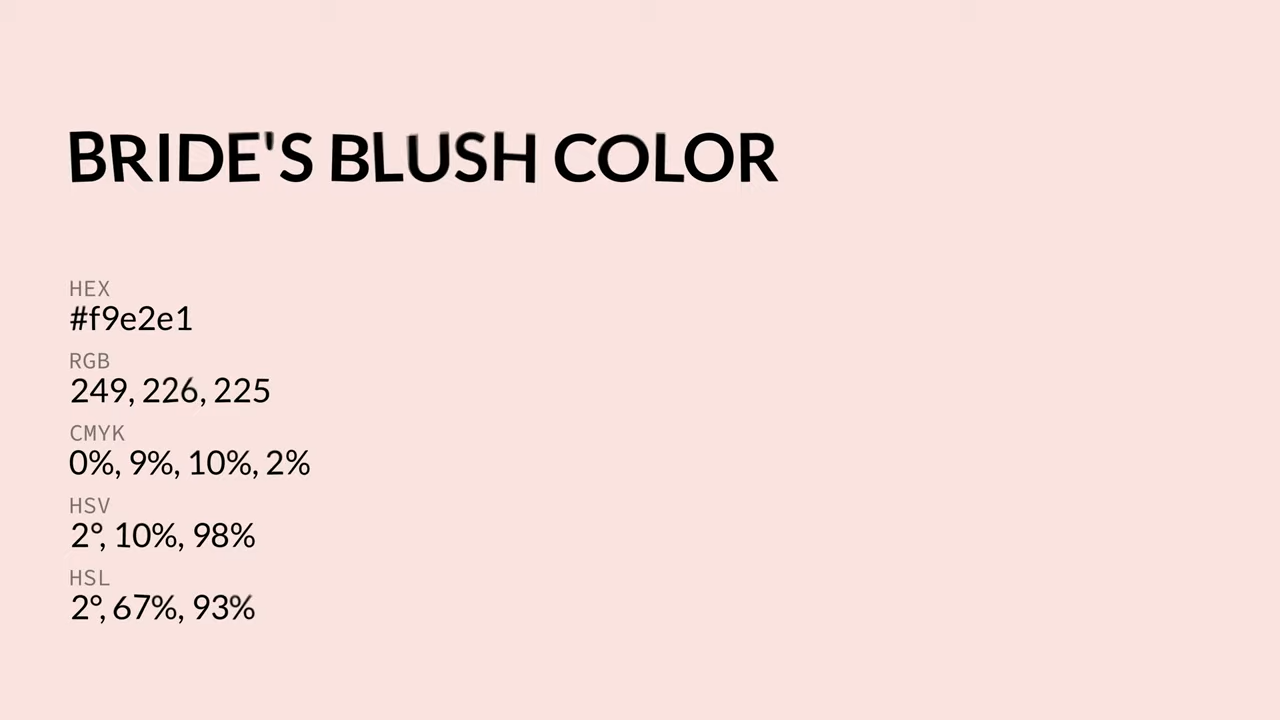 BRIDE'S BLUSH COLOR
HEX
#f9e2e1
RGB
249, 226, 225
CMYK
0%, 9%, 10%, 2%
HSV
2°, 10%, 98%
HSL
2°, 67%, 93%